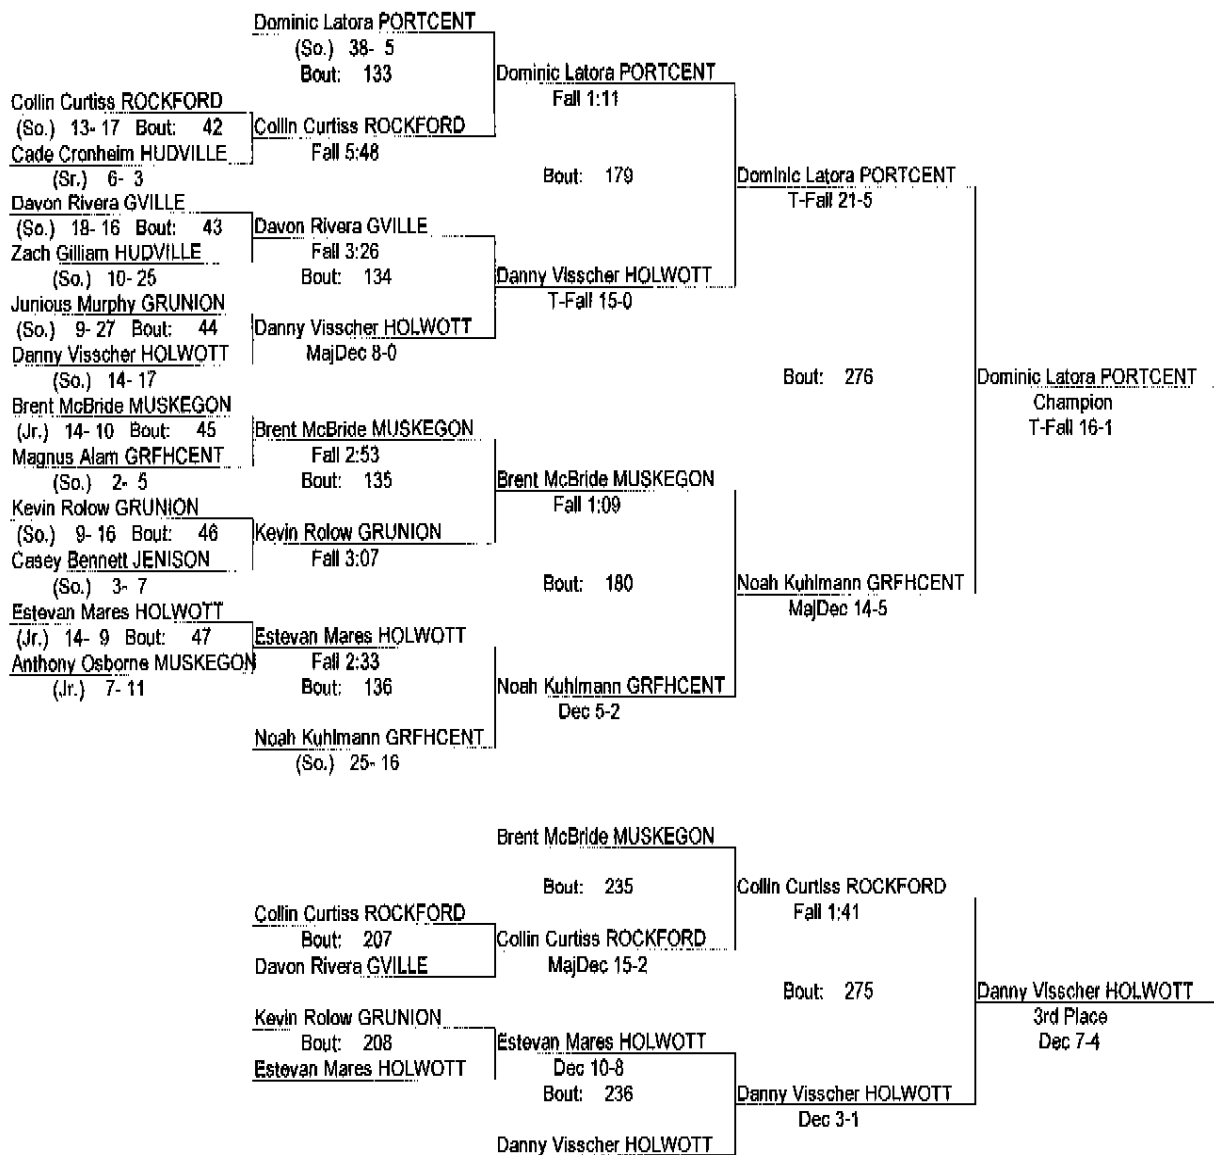 Dominic Latora PORTCENT
(So.) 38- 5
Bout: 133
Dominic Latora PORTCENT
Fall 1:11
Collin Curtiss ROCKFORD
(So.) 13- 17 Bout: 42
Collin Curtiss ROCKFORD
Cade Cronheim HUDVILLE
Fall 5:48
(Sr.) 6- 3
Bout: 179
Dominic Latora PORTCENT
T-Fall 21-5
Davon Rivera GVILLE
(So.) 18- 16 Bout: 43
Davon Rivera GVILLE
Zach Gilliam HUDVILLE
Fall 3:26
(So.) 10- 25
Bout: 134
Danny Visscher HOLWOTT
T-Fall 15-0
Junious Murphy GRUNION
(So.) 9- 27 Bout: 44
Danny Visscher HOLWOTT
Danny Visscher HOLWOTT
MajDec 8-0
(So.) 14- 17
Bout: 276
Dominic Latora PORTCENT
Champion
T-Fall 16-1
Brent McBride MUSKEGON
(Jr.) 14- 10 Bout: 45
Brent McBride MUSKEGON
Magnus Alam GRFHCENT
Fall 2:53
(So.) 2- 5
Bout: 135
Brent McBride MUSKEGON
Fall 1:09
Kevin Rolow GRUNION
(So.) 9- 16 Bout: 46
Kevin Rolow GRUNION
Casey Bennett JENISON
Fall 3:07
(So.) 3- 7
Bout: 180
Noah Kuhlmann GRFHCENT
MajDec 14-5
Estevan Mares HOLWOTT
(Jr.) 14- 9 Bout: 47
Estevan Mares HOLWOTT
Anthony Osborne MUSKEGON
Fall 2:33
(Jr.) 7- 11
Bout: 136
Noah Kuhlmann GRFHCENT
Dec 5-2
Noah Kuhlmann GRFHCENT
(So.) 25- 16
Brent McBride MUSKEGON
Bout: 235
Collin Curtiss ROCKFORD
Fall 1:41
Collin Curtiss ROCKFORD
Bout: 207
Collin Curtiss ROCKFORD
Davon Rivera GVILLE
MajDec 15-2
Bout: 275
Danny Visscher HOLWOTT
3rd Place
Dec 7-4
Kevin Rolow GRUNION
Bout: 208
Estevan Mares HOLWOTT
Estevan Mares HOLWOTT
Dec 10-8
Bout: 236
Danny Visscher HOLWOTT
Dec 3-1
Danny Visscher HOLWOTT